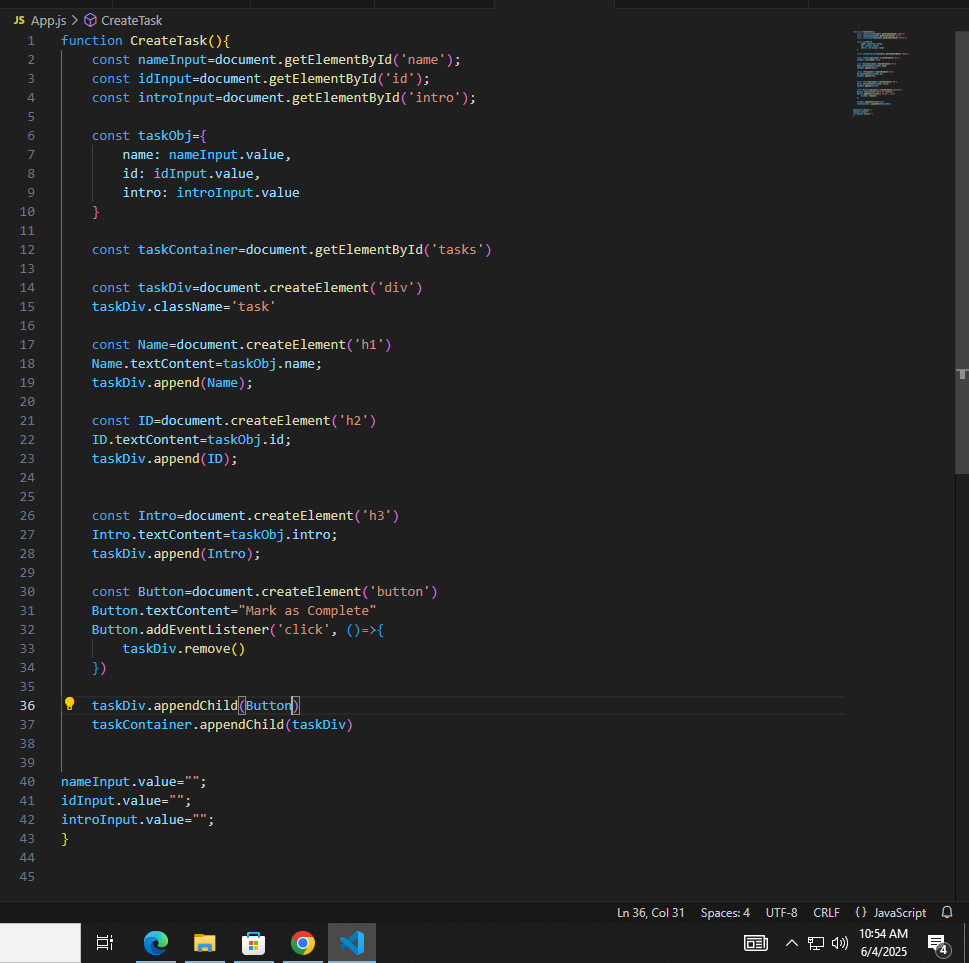 JS App.js > CreateTask
1 function CreateTask(){
2 const nameInput=document.getElementById('name');
3 const idInput=document.getElementById('id');
4 const introInput=document.getElementById('intro');
5
6 const taskObj={
7 name: nameInput.value,
8 id: idInput.value,
9 intro: introInput.value
10 }
11
12 const taskContainer=document.getElementById('tasks')
13
14 const taskDiv=document.createElement('div')
15 taskDiv.className='task'
16
17 const Name=document.createElement('h1')
18 Name.textContent=taskObj.name;
19 taskDiv.append(Name);
20
21 const ID=document.createElement('h2')
22 ID.textContent=taskObj.id;
23 taskDiv.append(ID);
24
25
26 const Intro=document.createElement('h3')
27 Intro.textContent=taskObj.intro;
28 taskDiv.append(Intro);
29
30 const Button=document.createElement('button')
31 Button.textContent="Mark as Complete"
32 Button.addEventListener('click', ()=>{
33 taskDiv.remove()
34 })
35
36 taskDiv.appendChild(Button)
37 taskContainer.appendChild(taskDiv)
38
39
40 nameInput.value="";
41 idInput.value="";
42 introInput.value="";
43 }
44
45
Ln 36, Col 31 Spaces: 4 UTF-8 CRLF {} JavaScript
10:54 AM
6/4/2025
4